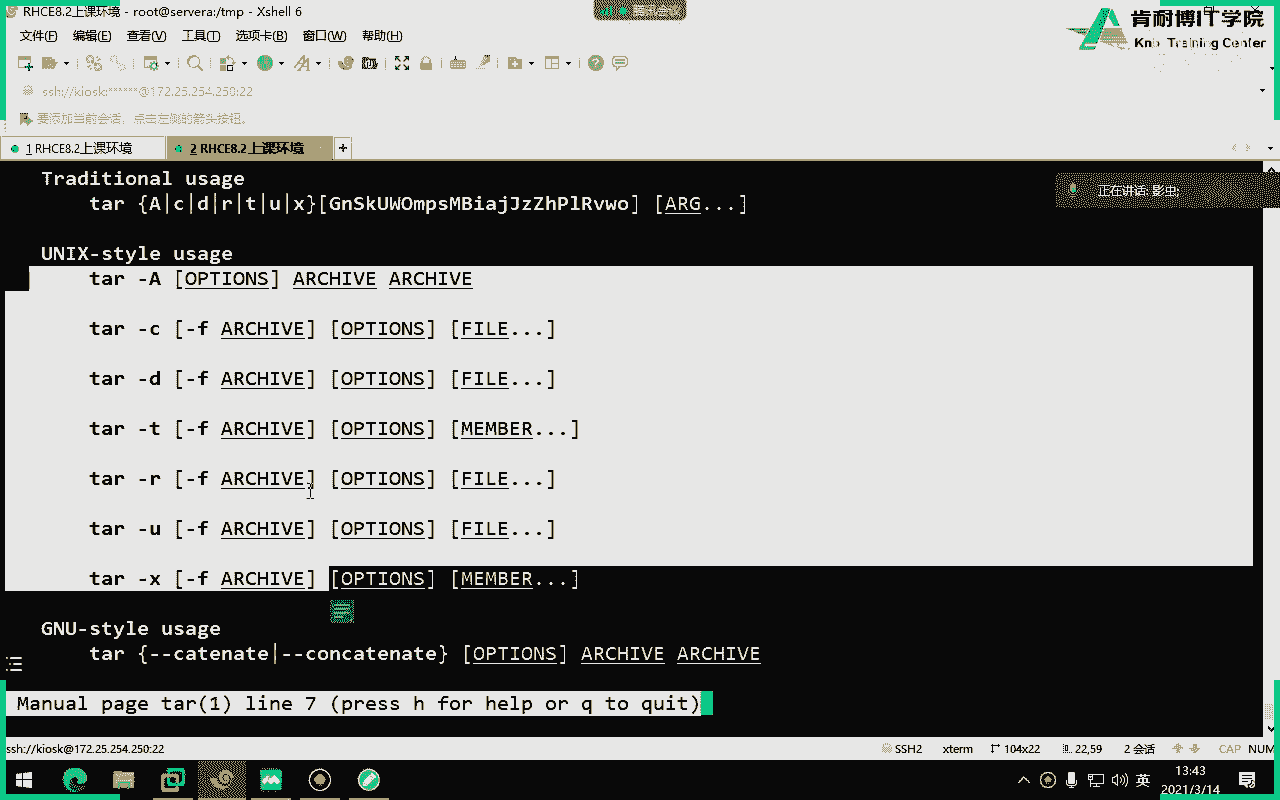 RHCE8.2上课环境 - root@servera:/tmp - Xshell 6
肯耐博IT学院
Training Center
文件(F) 编辑(E) 查看(V) 工具(T) 选项卡(B) 窗口(W) 帮助(H)
ssh://kiosk:******@172.25.254.250:22
要添加当前会话，点击左侧的箭头按钮。
1 RHCE8.2上课环境
2 RHCE8.2上课环境
Traditional usage
tar {A|c|d|r|t|u|x}[GnSkUWOmpsMBiajJzZhPlRvwo] [ARG...]
正在讲话: 影虫;
UNIX-style usage
tar -A [OPTIONS] ARCHIVE ARCHIVE
tar -c [-f ARCHIVE] [OPTIONS] [FILE...]
tar -d [-f ARCHIVE] [OPTIONS] [FILE...]
tar -t [-f ARCHIVE] [OPTIONS] [MEMBER...]
tar -r [-f ARCHIVE] [OPTIONS] [FILE...]
tar -u [-f ARCHIVE] [OPTIONS] [FILE...]
tar -x [-f ARCHIVE] [OPTIONS] [MEMBER...]
GNU-style usage
tar {--catenate|--concatenate} [OPTIONS] ARCHIVE ARCHIVE
Manual page tar(1) line 7 (press h for help or q to quit)
ssh://kiosk@172.25.254.250:22 SSH2 xterm 104x22 22,59 2 会话 CAP NUM
英
13:43
2021/3/14